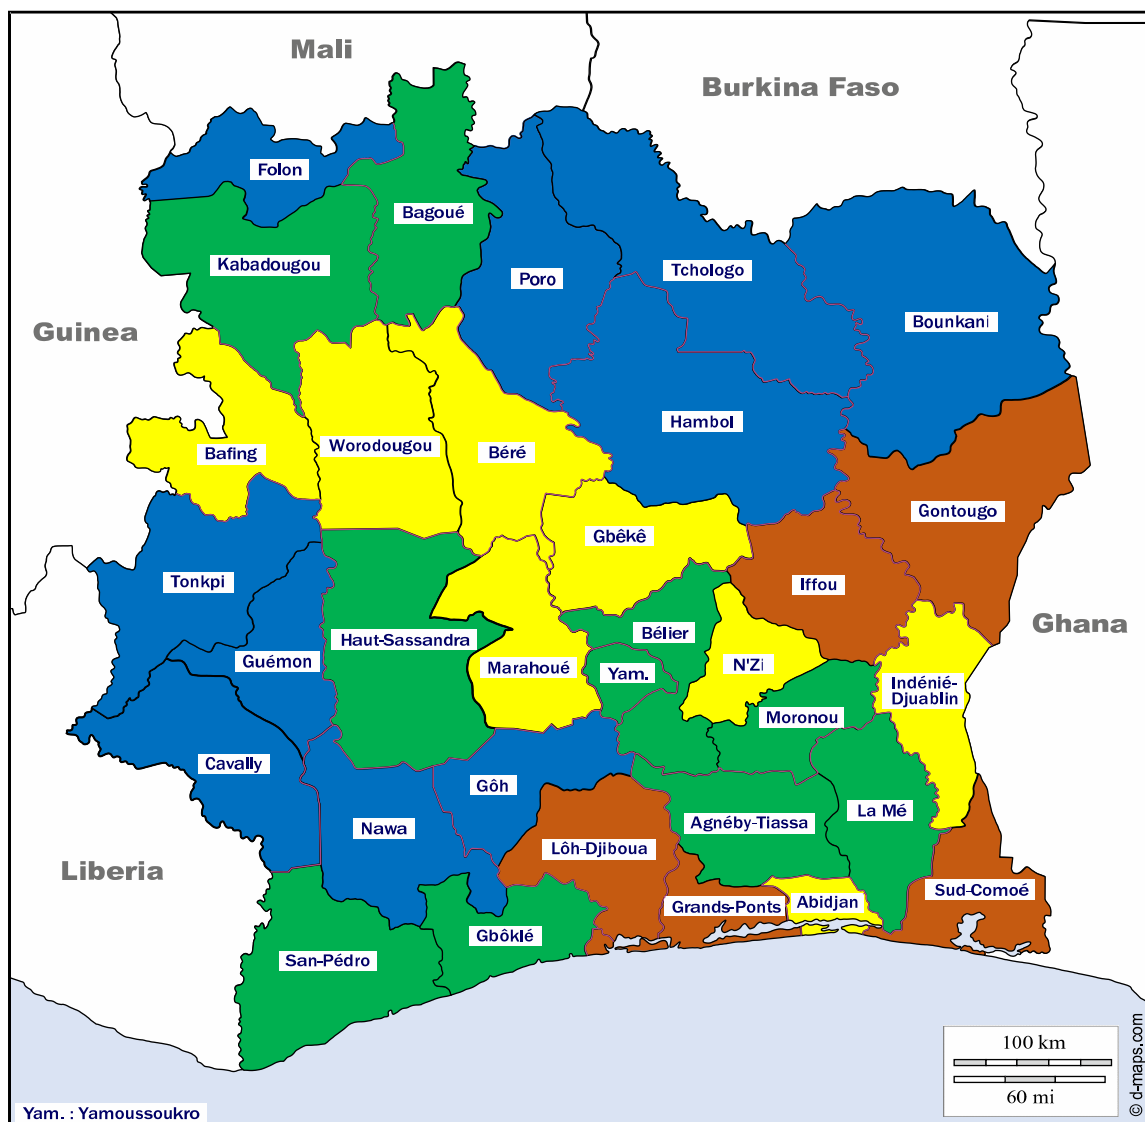 Mali
Burkina Faso
Folon
Bagoué
Kabadougou
Poro
Tchologo
Bounkani
Guinea
Hambol
Worodougou
Béré
Bafing
Gontougo
Gbêkê
Tonkpi
Iffou
Ghana
Haut-Sassandra
Bélier
Guémon
Marahoué
Yam.
N'Zi
Indénié-
Djuablin
Moronou
Cavally
Gôh
La Mé
Nawa
Agnéby-Tiassa
Lôh-Djiboua
Liberia
Sud-Comoé
Grands-Ponts
Abidjan
Gbôklé
San-Pédro
100 km
60 mi
© d-maps.com
Yam. : Yamoussoukro